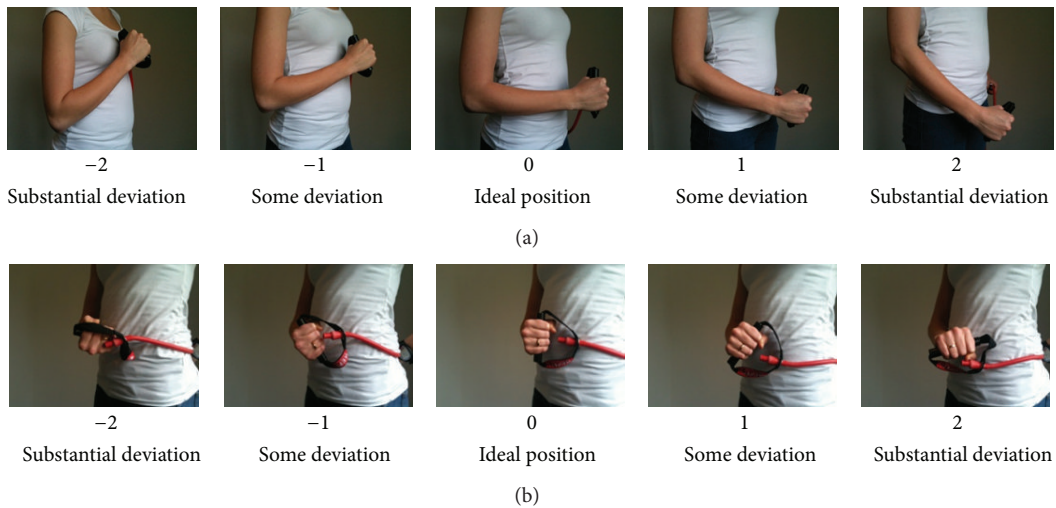 −2 −1 0 1 2
Substantial deviation Some deviation Ideal position Some deviation Substantial deviation
(a)
−2 −1 0 1 2
Substantial deviation Some deviation Ideal position Some deviation Substantial deviation
(b)